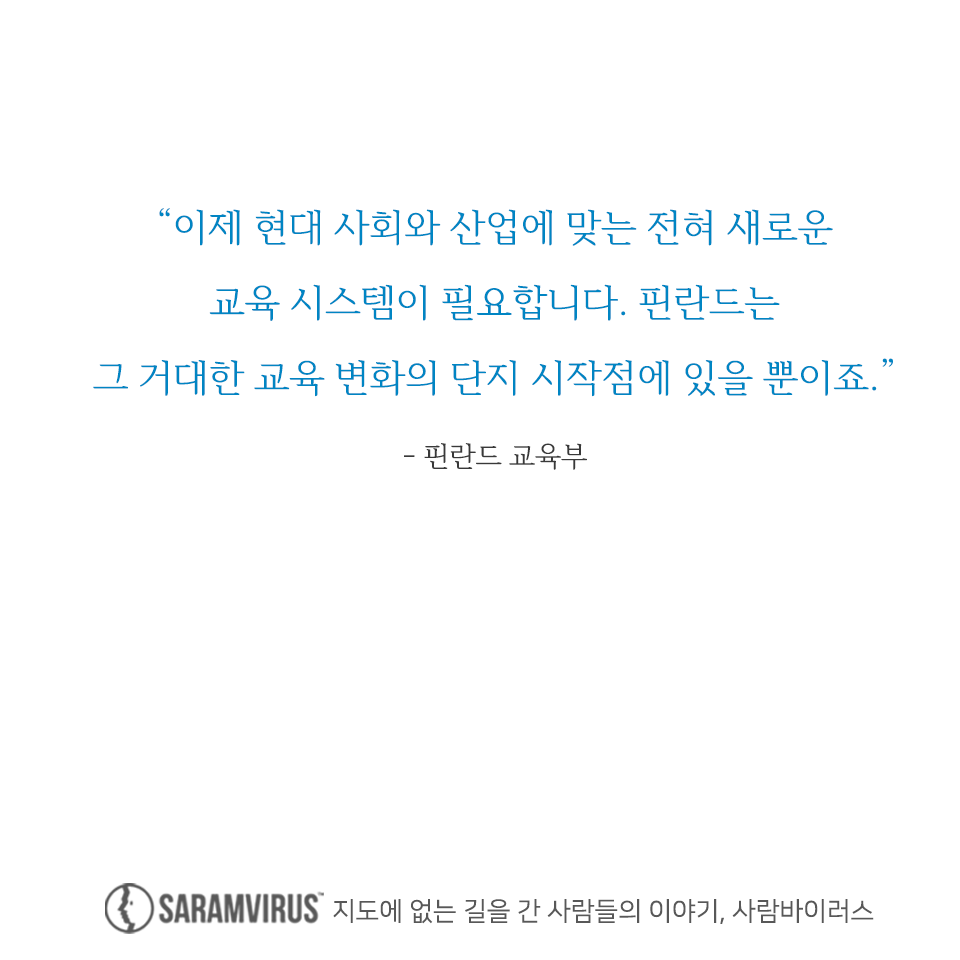 “이제 현대 사회와 산업에 맞는 전혀 새로운
교육 시스템이 필요합니다. 핀란드는
그 거대한 교육 변화의 단지 시작점에 있을 뿐이죠.”
- 핀란드 교육부
SARAMVIRUS™ 지도에 없는 길을 간 사람들의 이야기, 사람바이러스